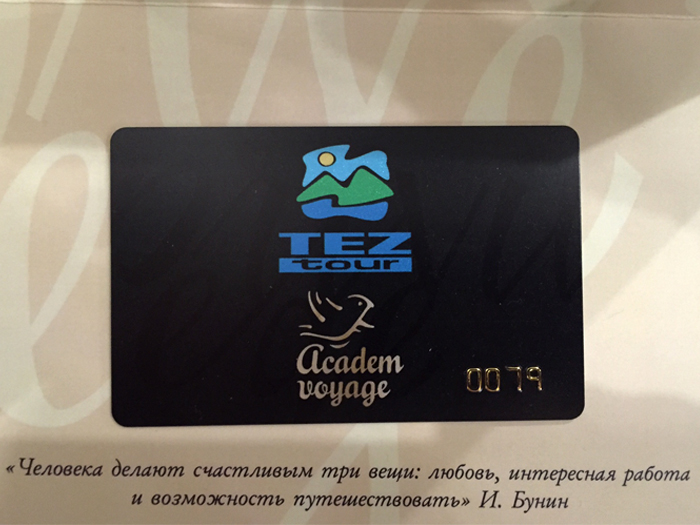 TEZ
tour
Academ
voyage
0079
«Человека делают счастливым три вещи: любовь, интересная работа
и возможность путешествовать» И. Бунин